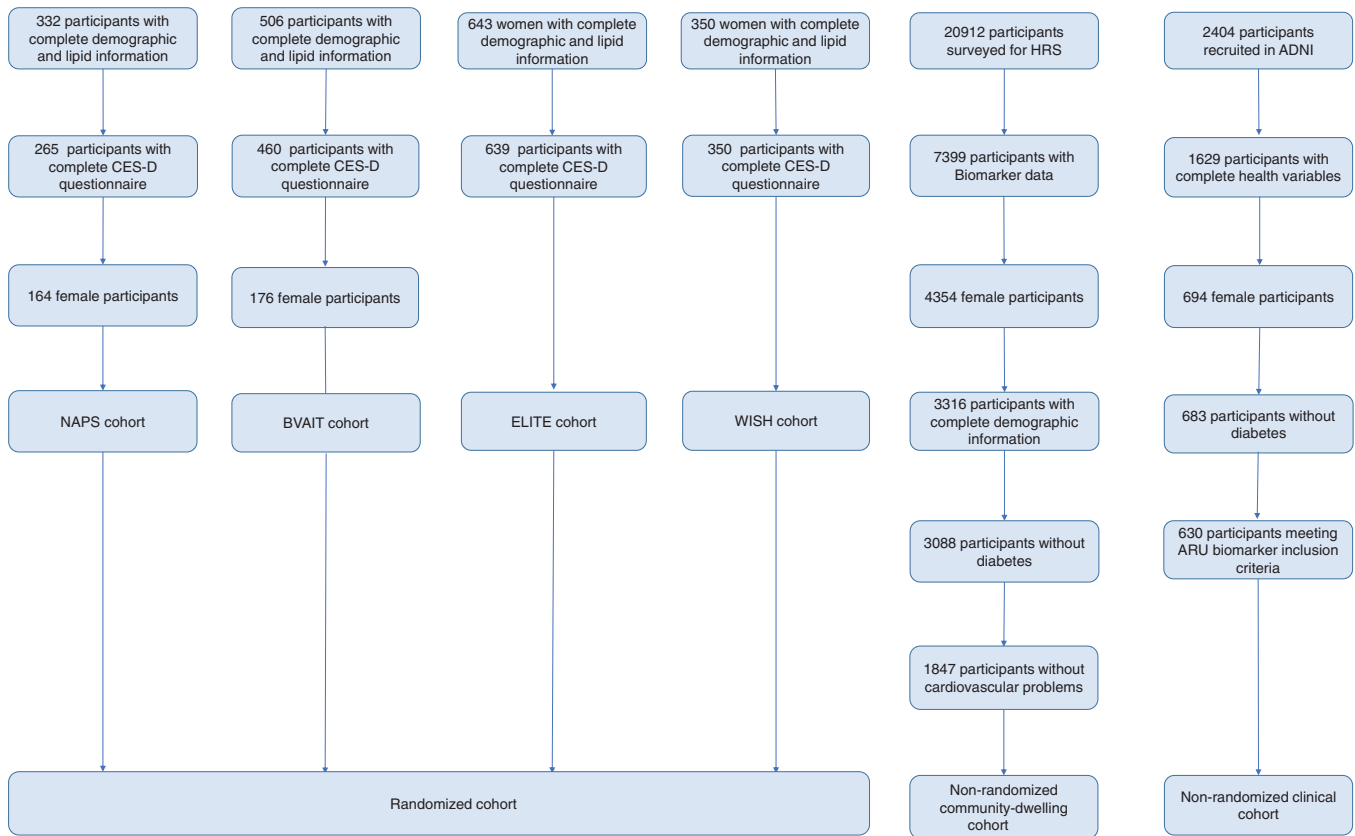 332 participants with
complete demographic
and lipid information
506 participants with
complete demographic
and lipid information
643 women with complete
demographic and lipid
information
350 women with complete
demographic and lipid
information
20912 participants
surveyed for HRS
2404 participants
recruited in ADNI
265 participants with
complete CES-D
questionnaire
460 participants with
complete CES-D
questionnaire
639 participants with
complete CES-D
questionnaire
350 participants with
complete CES-D
questionnaire
7399 participants with
Biomarker data
1629 participants with
complete health variables
164 female participants
176 female participants
4354 female participants
694 female participants
NAPS cohort
BVAIT cohort
ELITE cohort
WISH cohort
3316 participants with
complete demographic
information
683 participants without
diabetes
3088 participants without
diabetes
630 participants meeting
ARU biomarker inclusion
criteria
1847 participants without
cardiovascular problems
Randomized cohort
Non-randomized
community-dwelling
cohort
Non-randomized clinical
cohort